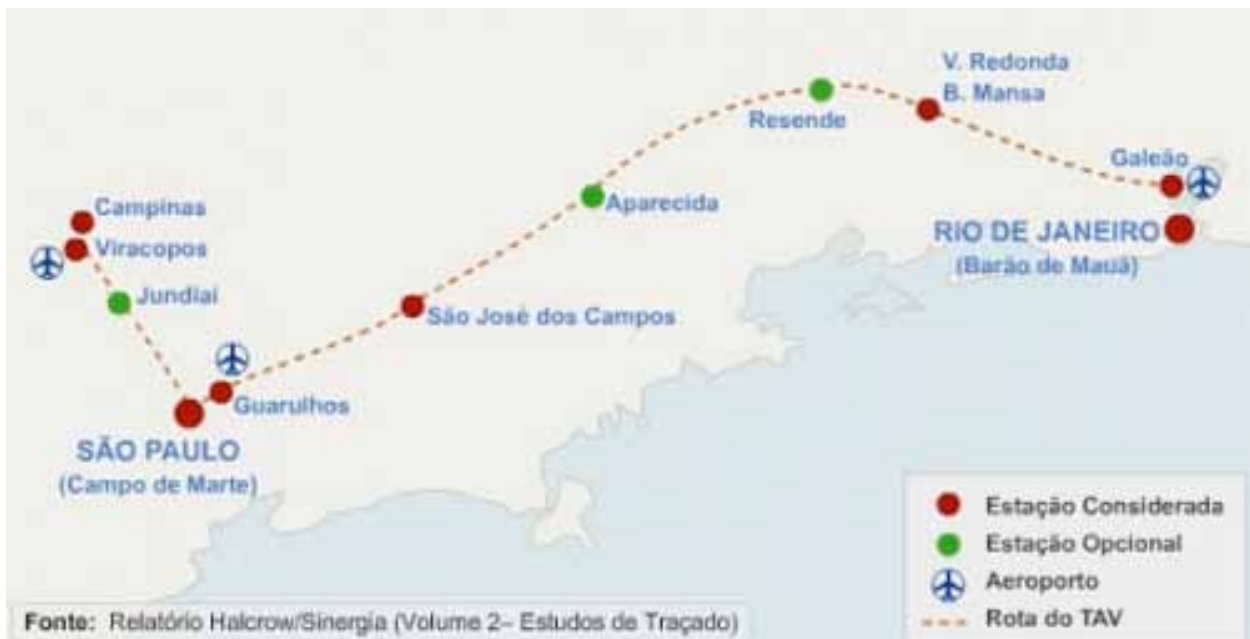 V. Redonda
B. Mansa
Resende
Galeão
Campinas
Aparecida
Viracopos
RIO DE JANEIRO
(Barão de Mauá)
Jundiaí
São José dos Campos
Guarulhos
SÃO PAULO
(Campo de Marte)
Estação Considerada
Estação Opcional
Aeroporto
Rota do TAV
Fonte: Relatório Halcrow/Sinergia (Volume 2– Estudos de Traçado)